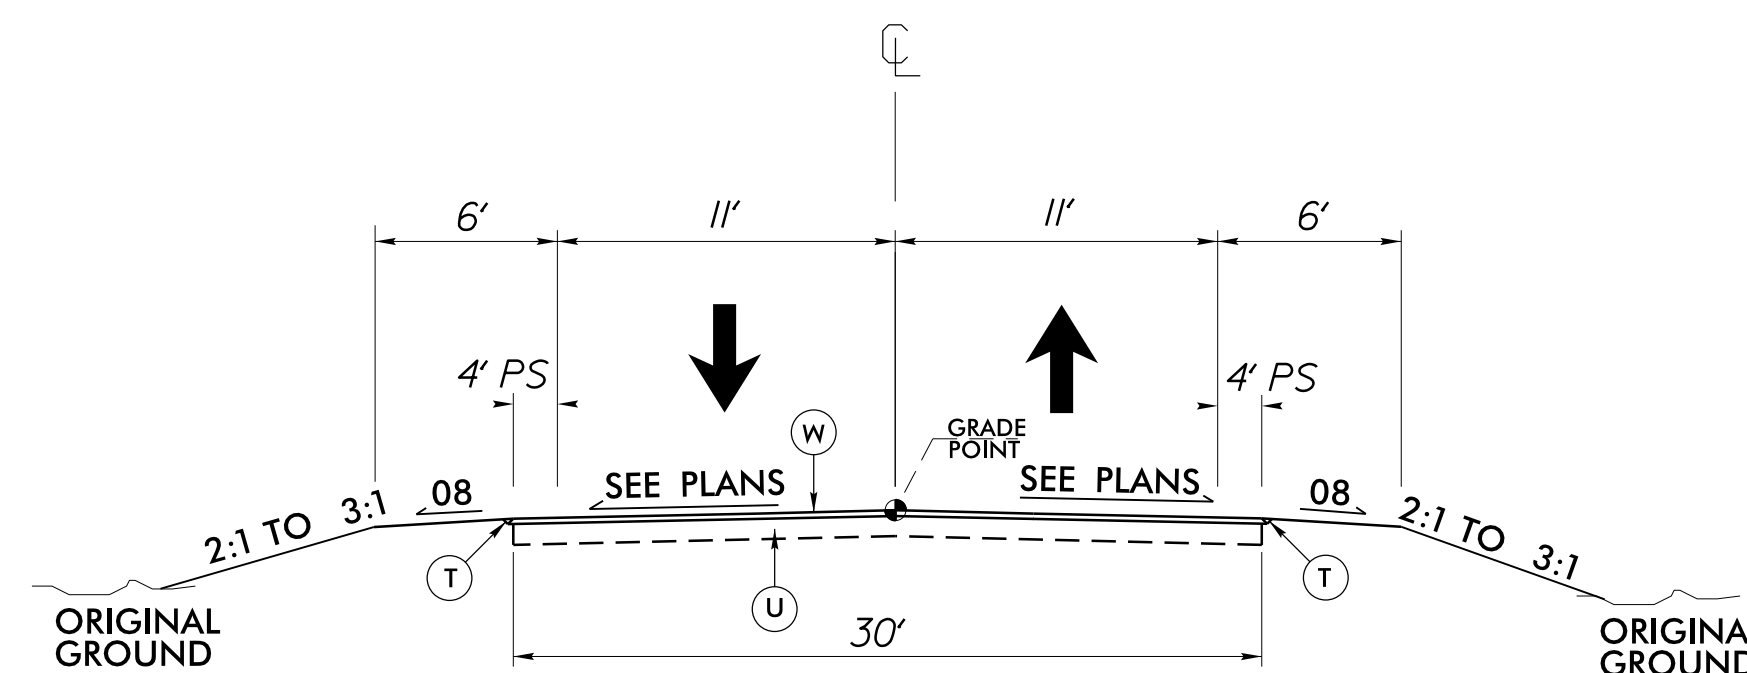 CL
6' 11' 11' 6'
4' PS 4' PS
W
GRADE
POINT
SEE PLANS SEE PLANS
08 08
2:1 TO 3:1 2:1 TO 3:1
T T
U
30'
ORIGINAL
GROUND
ORIGINA
GROUND